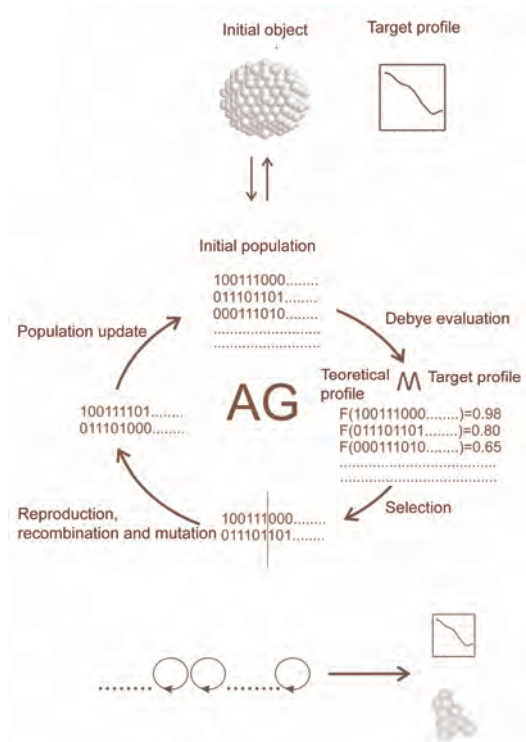 Initial object
Target profile
Initial population
100111000........
011101101......
000111010........
............................
............................
Population update
Debye evaluation
AG
Teoretical profile
Target profile
F(100111000........)=0.98
F(011101101........)=0.80
F(000111010........)=0.65
..........................................
..........................................
100111101........
011101000........
Selection
Reproduction,
recombination and mutation
100111000........
011101101........